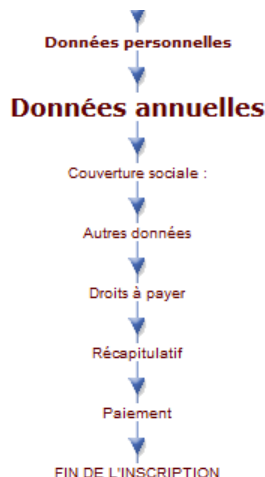 Données personnelles
Données annuelles
Couverture sociale :
Autres données
Droits à payer
Récapitulatif
Paiement
FIN DE L'INSCRIPTION